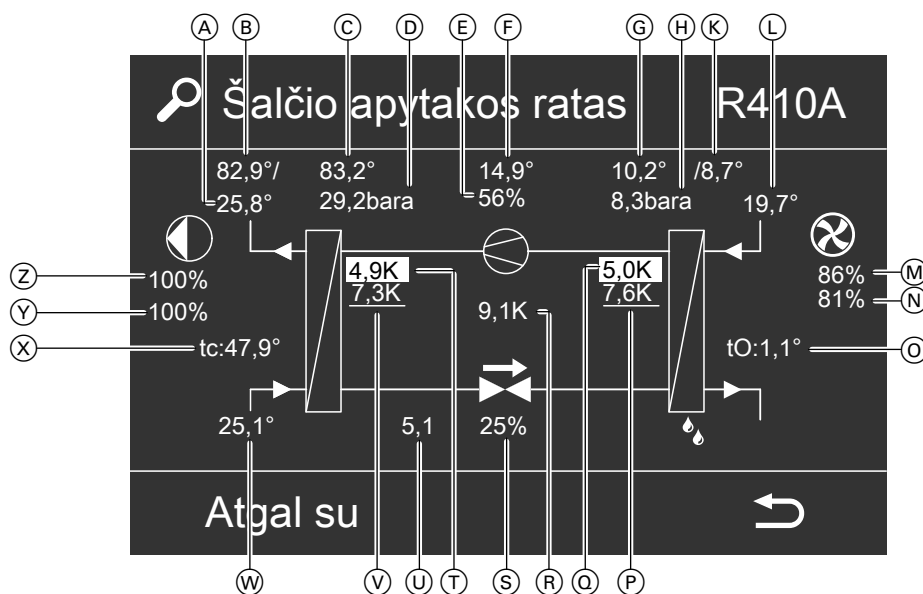 A B C D E F G H K L
Šalčio apytakos ratas R410A
82,9°/ 83,2° 14,9° 10,2° /8,7°
25,8° 29,2bara 56% 8,3bara 19,7°
Z 100% 4,9K 5,0K 86% M
Y 100% 7,3K 9,1K 7,6K 81% N
X tc:47,9° tO:1,1° O
25,1° 5,1 25%
Atgal su
W V U T S R Q P